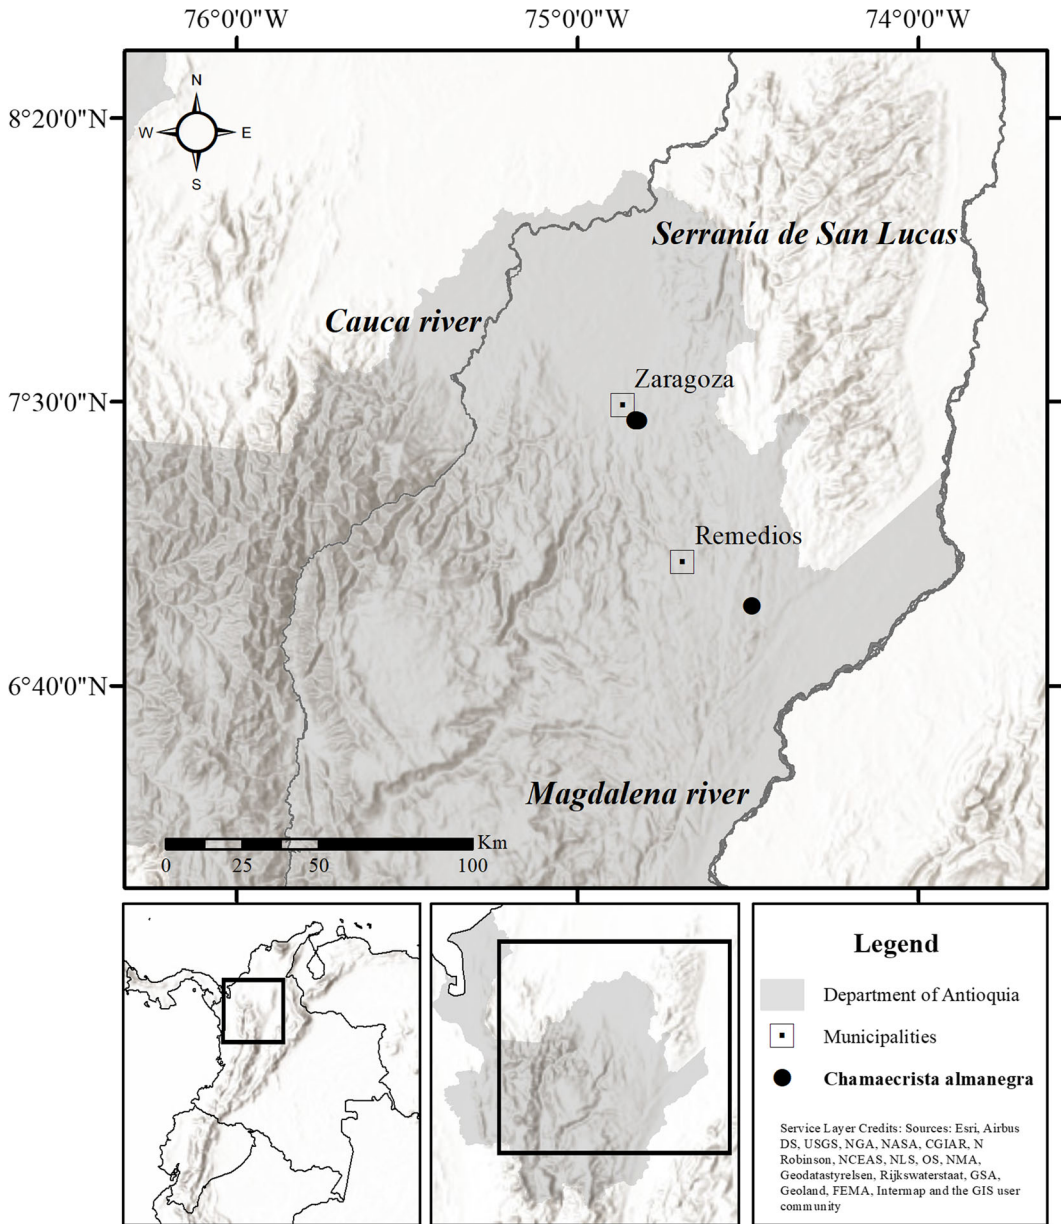 76°0'0"W
75°0'0"W
74°0'0"W
8°20'0"N
N
W
E
S
Serranía de San Lucas
Cauca river
Zaragoza
7°30'0"N
Remedios
6°40'0"N
Magdalena river
Km
0
25
50
100
Legend
Department of Antioquia
Municipalities
Chamaecrista almanegra
Service Layer Credits: Sources: Esri, Airbus
DS, USGS, NGA, NASA, CGIAR, N
Robinson, NCEAS, NLS, OS, NMA,
Geodatastyrelsen, Rijkswaterstaat, GSA,
Geoland, FEMA, Intermap and the GIS user
community